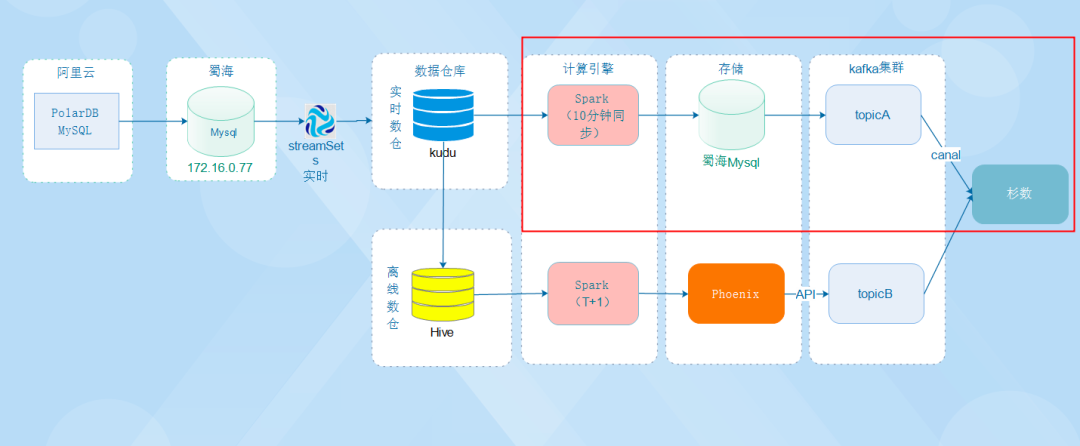 阿里云
PolarDB
MySQL
蜀海
Mysql
172.16.0.77
streamSet
s
实时
数据仓库
实
时
数
仓
kudu
离
线
数
仓
Hive
计算引擎
Spark
（10分钟同
步）
Spark
（T+1）
存储
蜀海Mysql
Phoenix
API
kafka集群
topicA
topicB
canal
杉数